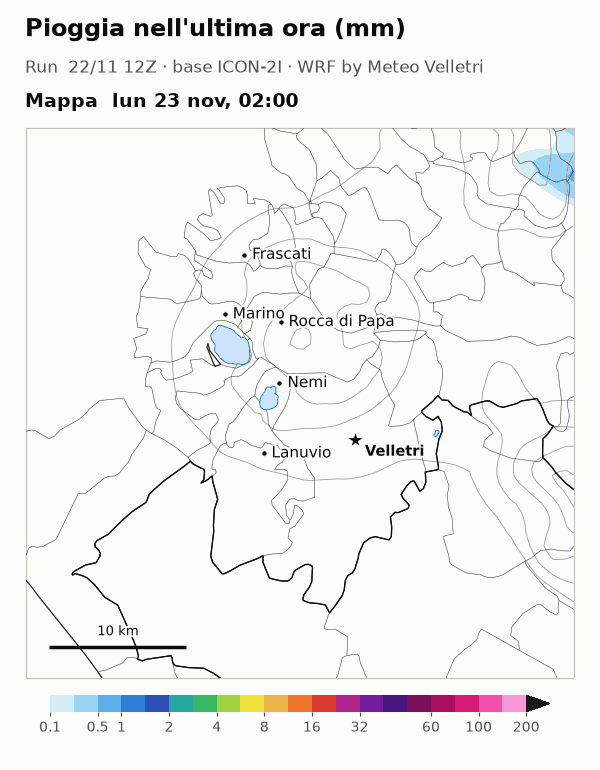 Pioggia nell'ultima ora (mm)
Run  22/11 12Z · base ICON-2I · WRF by Meteo Velletri
Mappa  lun 23 nov, 02:00
Frascati
Marino
Rocca di Papa
Nemi
Velletri
Lanuvio
10 km
0.1 0.5 1 2 4 8 16 32 60 100 200